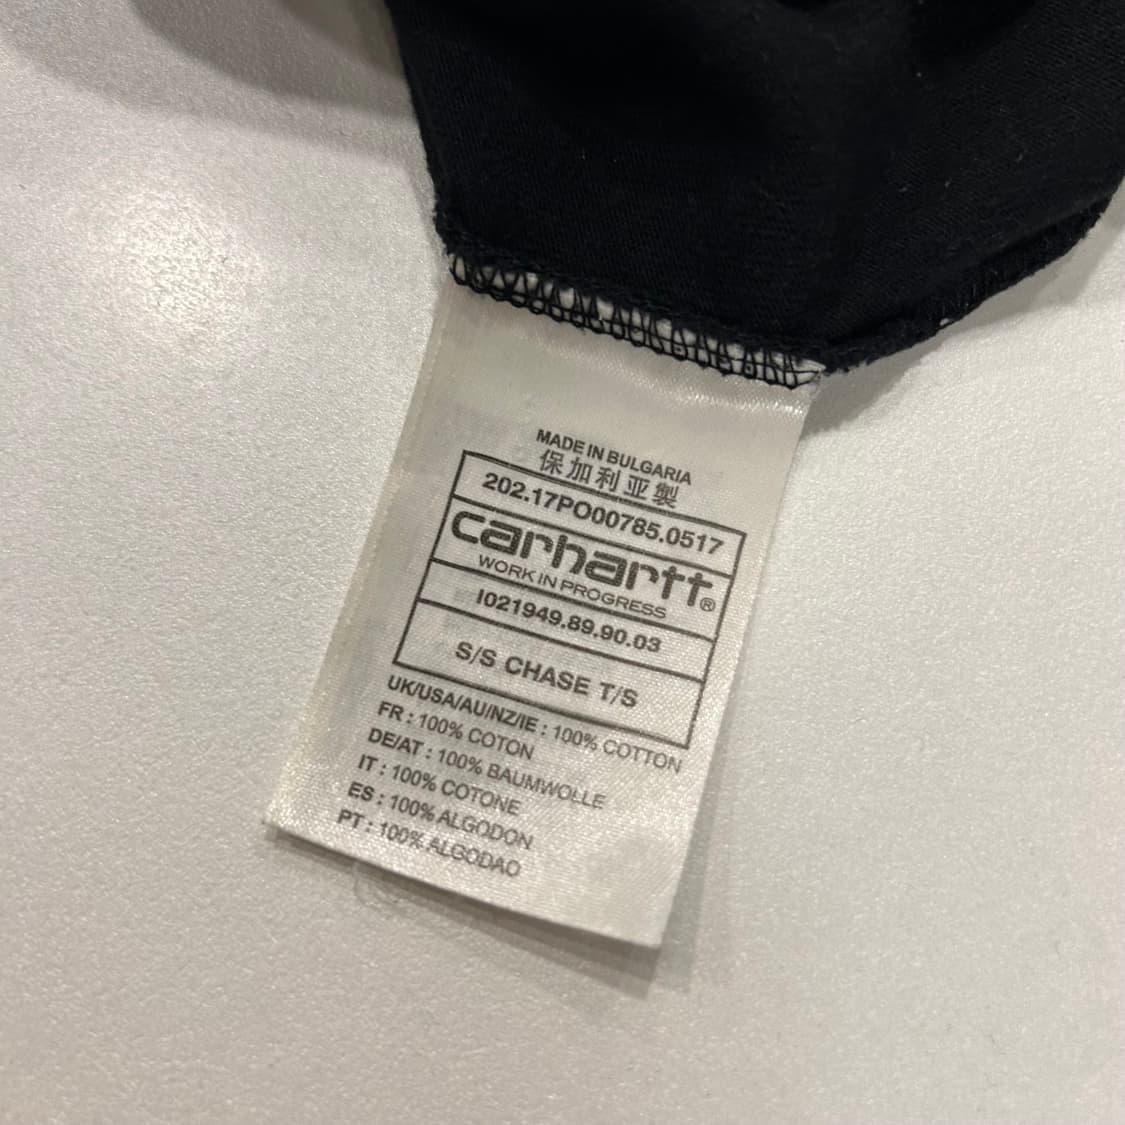 MADE IN BULGARIA
保加利亚製
202.17PO00785.0517
carhartt®
WORK IN PROGRESS
I021949.89.90.03
S/S CHASE T/S
UK/USA/AU/NZ/IE : 100% COTTON
FR : 100% COTON
DE/AT : 100% BAUMWOLLE
IT : 100% COTONE
ES : 100% ALGODON
PT : 100% ALGODAO